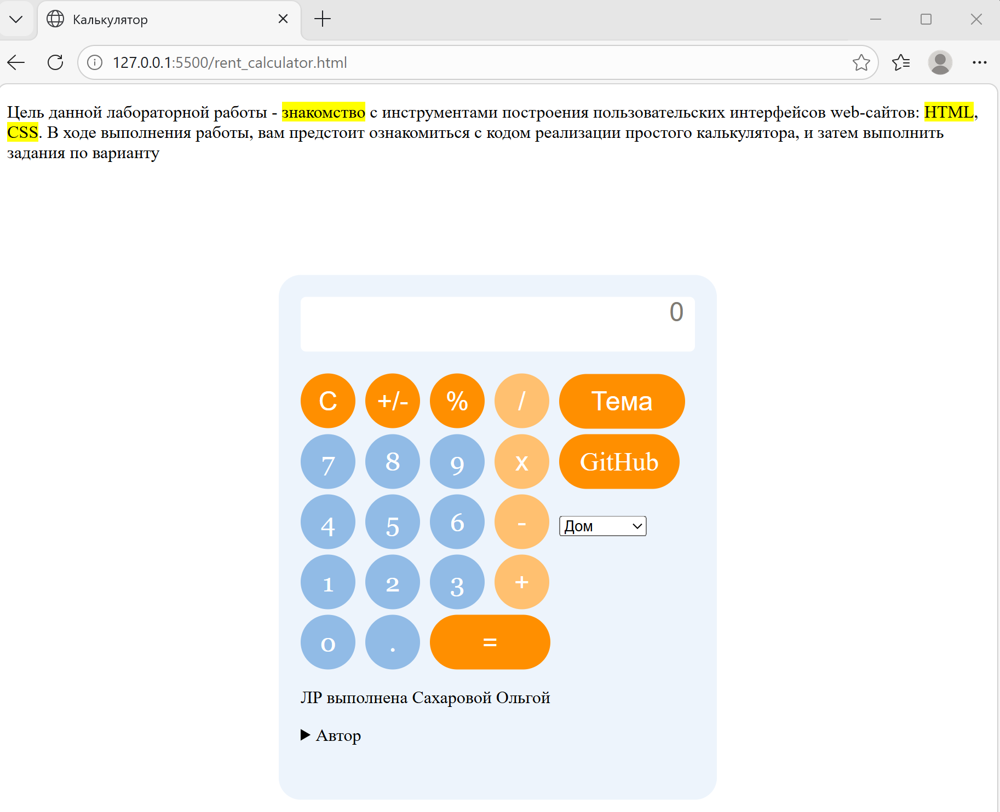 Калькулятор
127.0.0.1:5500/rent_calculator.html
Цель данной лабораторной работы - знакомство с инструментами построения пользовательских интерфейсов web-сайтов: HTML,
CSS. В ходе выполнения работы, вам предстоит ознакомиться с кодом реализации простого калькулятора, и затем выполнить
задания по варианту
0
C +/- % / Тема
7 8 9 x GitHub
4 5 6 - Дом
1 2 3 +
0 . =
ЛР выполнена Сахаровой Ольгой
Автор